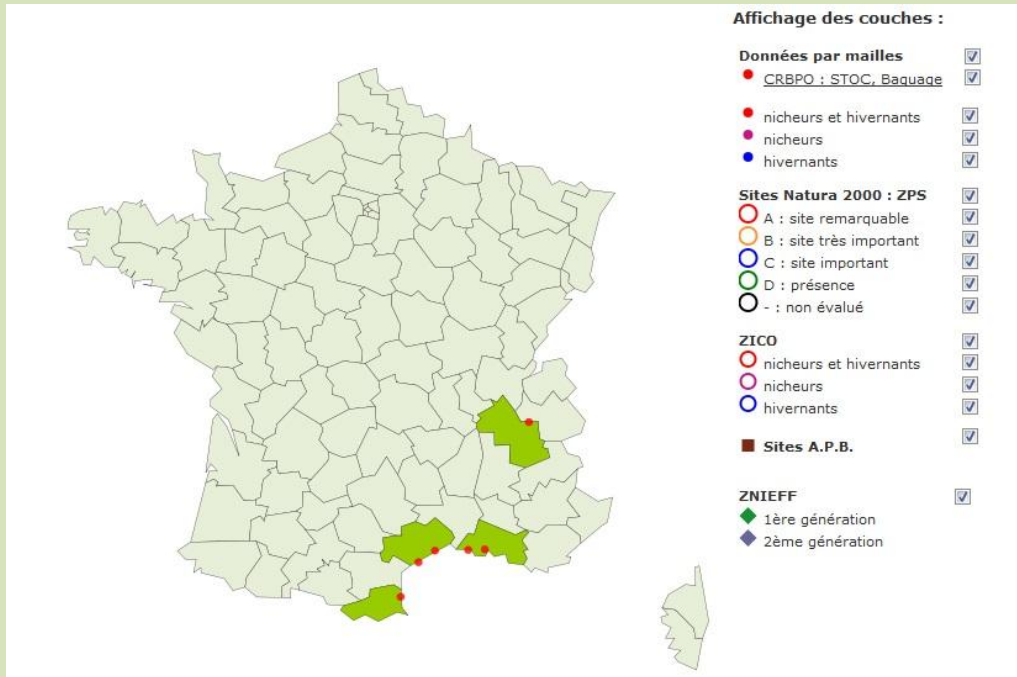 Affichage des couches :
Données par mailles
CRBPO : STOC, Baguage
nicheurs et hivernants
nicheurs
hivernants
Sites Natura 2000 : ZPS
A : site remarquable
B : site très important
C : site important
D : présence
- : non évalué
ZICO
nicheurs et hivernants
nicheurs
hivernants
Sites A.P.B.
ZNIEFF
1ère génération
2ème génération